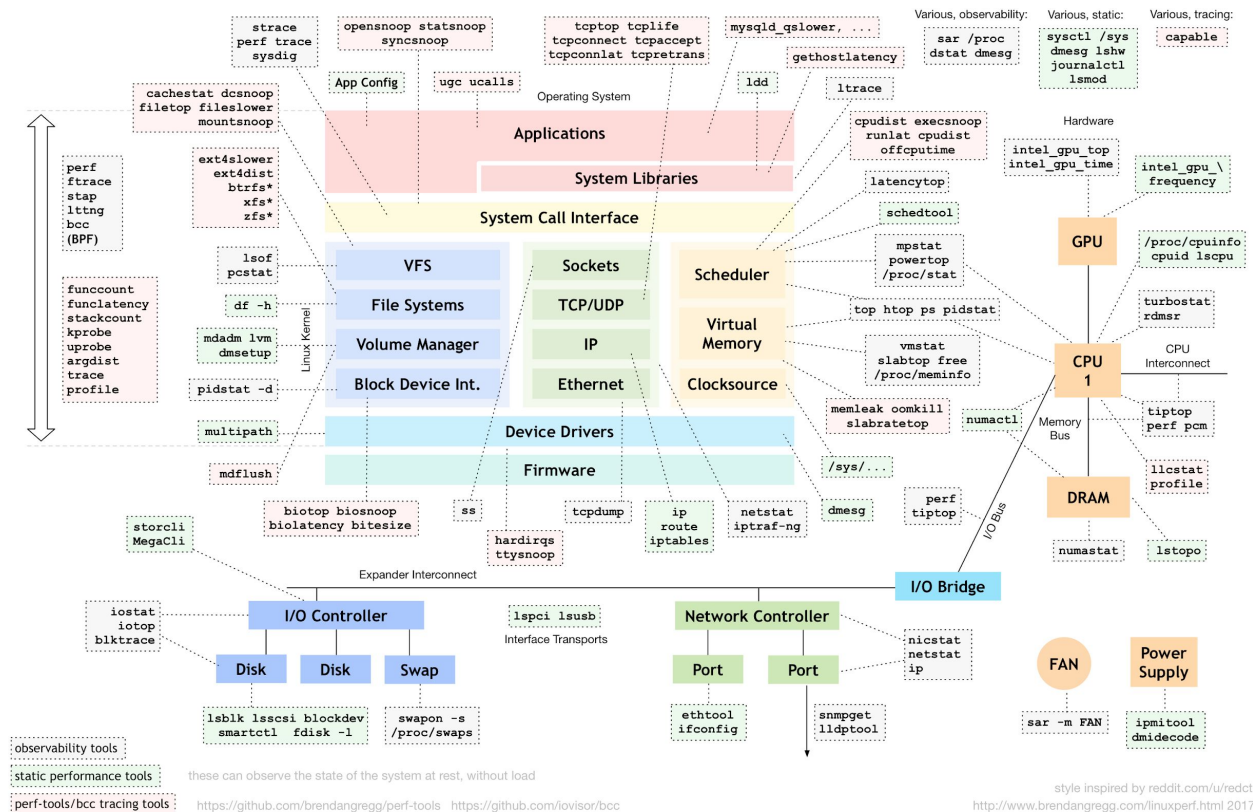 strace
perf trace
sysdig
opensnoop statsnoop
syncsnoop
tcptop tcplife
tcpconnect tcpaccept
tcpconnlat tcpretrans
mysqld_qslower, ...
gethostlatency
Various, observability:
sar /proc
dstat dmesg
Various, static:
sysctl /sys
dmesg lshw
journalctl
lsmod
Various, tracing:
capable
App Config
ugc ucalls
ldd
ltrace
Operating System
cachestat dcsnoop
filetop fileslower
mountsnoop
Applications
System Libraries
System Call Interface
cpudist execsnoop
runlat cpudist
offcputime
Hardware
intel_gpu_top
intel_gpu_time
intel_gpu_\
frequency
perf
ftrace
stap
lttng
bcc
(BPF)
ext4slower
ext4dist
btrfs*
xfs*
zfs*
latencytop
schedtool
mpstat
powertop
/proc/stat
GPU
/proc/cpuinfo
cpuid lscpu
lsof
pcstat
VFS
Sockets
Scheduler
funccount
funclatency
stackcount
kprobe
uprobe
argdist
trace
profile
df -h
Linux Kernel
File Systems
TCP/UDP
top htop ps pidstat
turbostat
rdmsr
mdadm lvm
dmsetup
Volume Manager
IP
Virtual
Memory
vmstat
slabtop free
/proc/meminfo
CPU
1
CPU
Interconnect
pidstat -d
Block Device Int.
Ethernet
Clocksource
memleak oomkill
slabratetop
numactl
Memory
Bus
tiptop
perf pcm
multipath
Device Drivers
mdflush
Firmware
/sys/...
llcstat
profile
DRAM
biotop biosnoop
biolatency bitesize
ss
hardirqs
ttysnoop
tcpdump
ip
route
iptables
netstat
iptraf-ng
dmesg
perf
tiptop
I/O Bus
numastat
lstopo
storcli
MegaCli
Expander Interconnect
I/O Bridge
iostat
iotop
blktrace
I/O Controller
lspci lsusb
Interface Transports
Network Controller
nicstat
netstat
ip
Disk
Disk
Swap
Port
Port
FAN
Power
Supply
lsblk lsscsi blockdev
smartctl fdisk -l
swapon -s
/proc/swaps
ethtool
ifconfig
snmpget
lldptool
sar -m FAN
ipmitool
dmidecode
observability tools
static performance tools
these can observe the state of the system at rest, without load
perf-tools/bcc tracing tools
https://github.com/brendangregg/perf-tools https://github.com/iovisor/bcc
style inspired by reddit.com/u/redct
http://www.brendangregg.com/linuxperf.html 2017